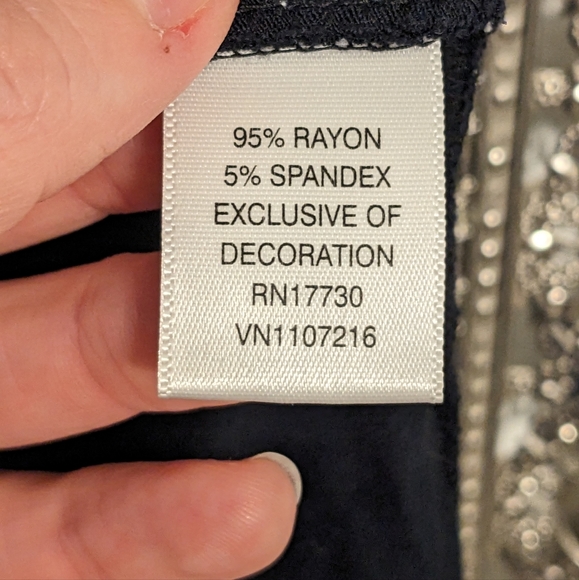 95% RAYON
5% SPANDEX
EXCLUSIVE OF
DECORATION
RN17730
VN1107216